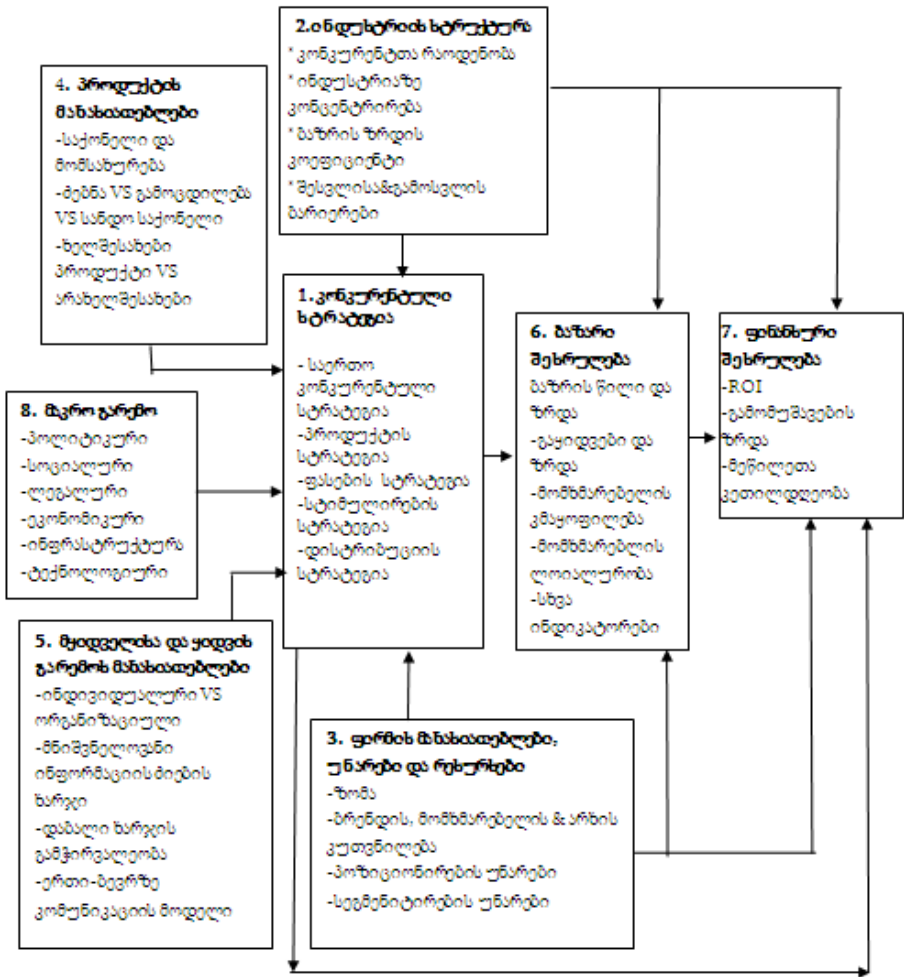 2.ინდუსტრიის სტრუქტურა
*კონკურენტთა რაოდენობა
*ინდუსტრიაზე
კონცენტრირება
*ბაზრის ზრდის
კოეფიციენტი
*შესვლისა&გამოსვლის
ბარიერები
4. პროდუქტის
მახასიათებლები
-საქონელი და
მომსახურება
-ძებნა VS გამოცდილება
VS სანდო საქონელი
-ხელშესახები
პროდუქტი VS
არახელშესახები
1.კონკურენტული
სტრატეგია
- საერთო
კონკურენტული
სტრატეგია
-პროდუქტის
სტრატეგია
-ფასების სტრატეგია
-სტიმულირების
სტრატეგია
-დისტრიბუციის
სტრატეგია
6. ბაზარი
შესრულება
ბაზრის წილი და
ზრდა
-გაყიდვები და
ზრდა
-მომხმარებელის
კმაყოფილება
-მომხმარებლის
ლოიალურობა
-სხვა
ინდიკატორები
7. ფინანსური
შესრულება
-ROI
-გამომუშავების
ზრდა
-მეწილეთა
კეთილდღეობა
8. მაკრო გარემო
-პოლიტიკური
-სოციალური
-ლეგალური
-ეკონომიკური
-ინფრასტრუქტურა
-ტექნოლოგიური
5. მყიდველისა და ყიდვის
გარემოს მახასიათებლები
-ინდივიდუალური VS
ორგანიზაციული
-მნიშვნელოვანი
ინფორმაციის ძიების
ხარჯი
-დაბალი ხარჯის
გამჭირვალეობა
-ერთი-ბევრზე
კომუნიკაციის მოდელი
3. ფირმის მახასიათებლები,
უნარები და რესურსები
-ზომა
-ბრენდის, მომხმარებელის & არხის
კუთვნილება
-პოზიციონირების უნარები
-სეგმენიტირების უნარები